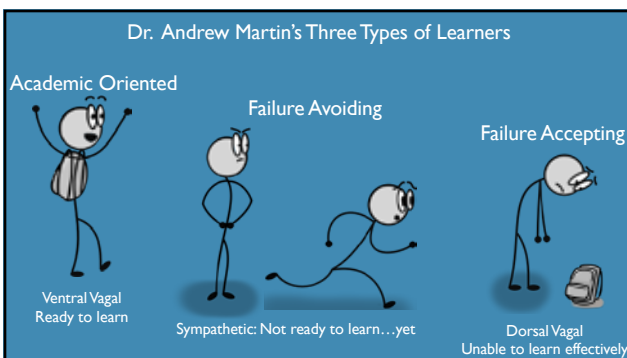 Dr. Andrew Martin's Three Types of Learners
Academic Oriented
Failure Avoiding
Failure Accepting
Ventral Vagal
Ready to learn
Sympathetic: Not ready to learn...yet
Dorsal Vagal
Unable to learn effectively